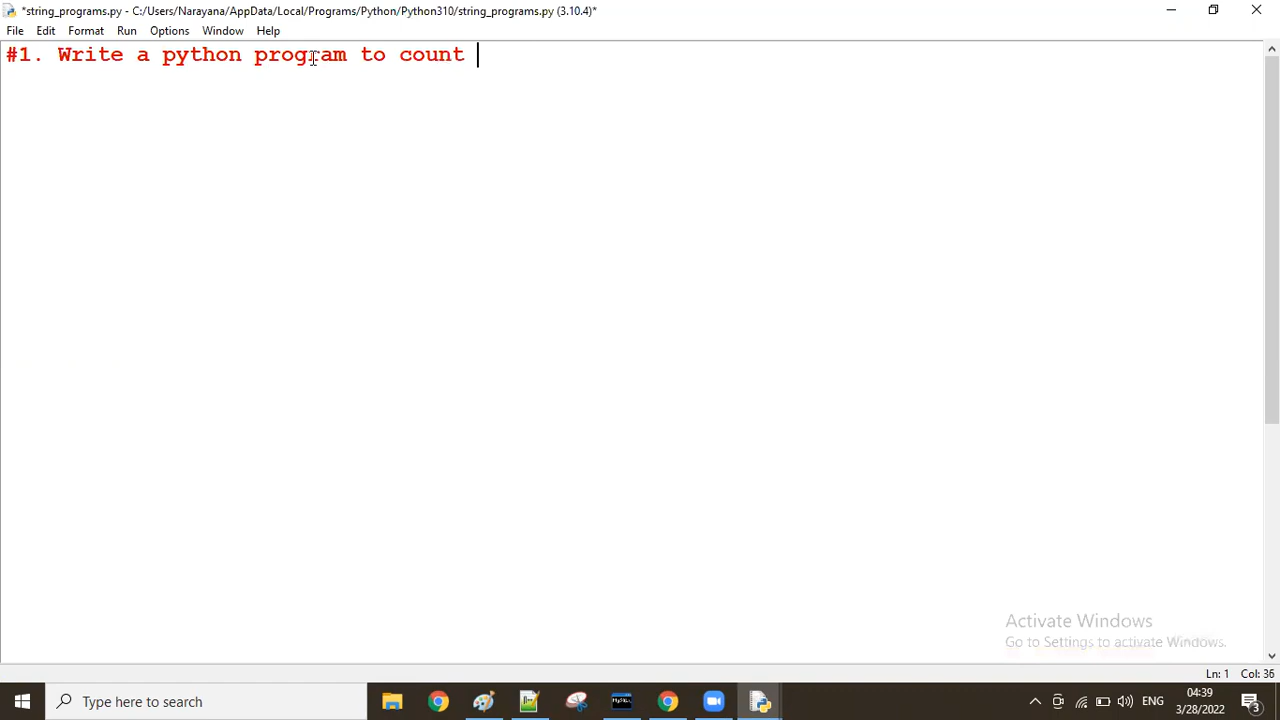 *string_programs.py - C:/Users/Narayana/AppData/Local/Programs/Python/Python310/string_programs.py (3.10.4)*
File Edit Format Run Options Window Help
#1. Write a python program to count
Activate Windows
Go to Settings to activate Windows.
Ln: 1 Col: 36
Type here to search
ENG
04:39
3/28/2022
3